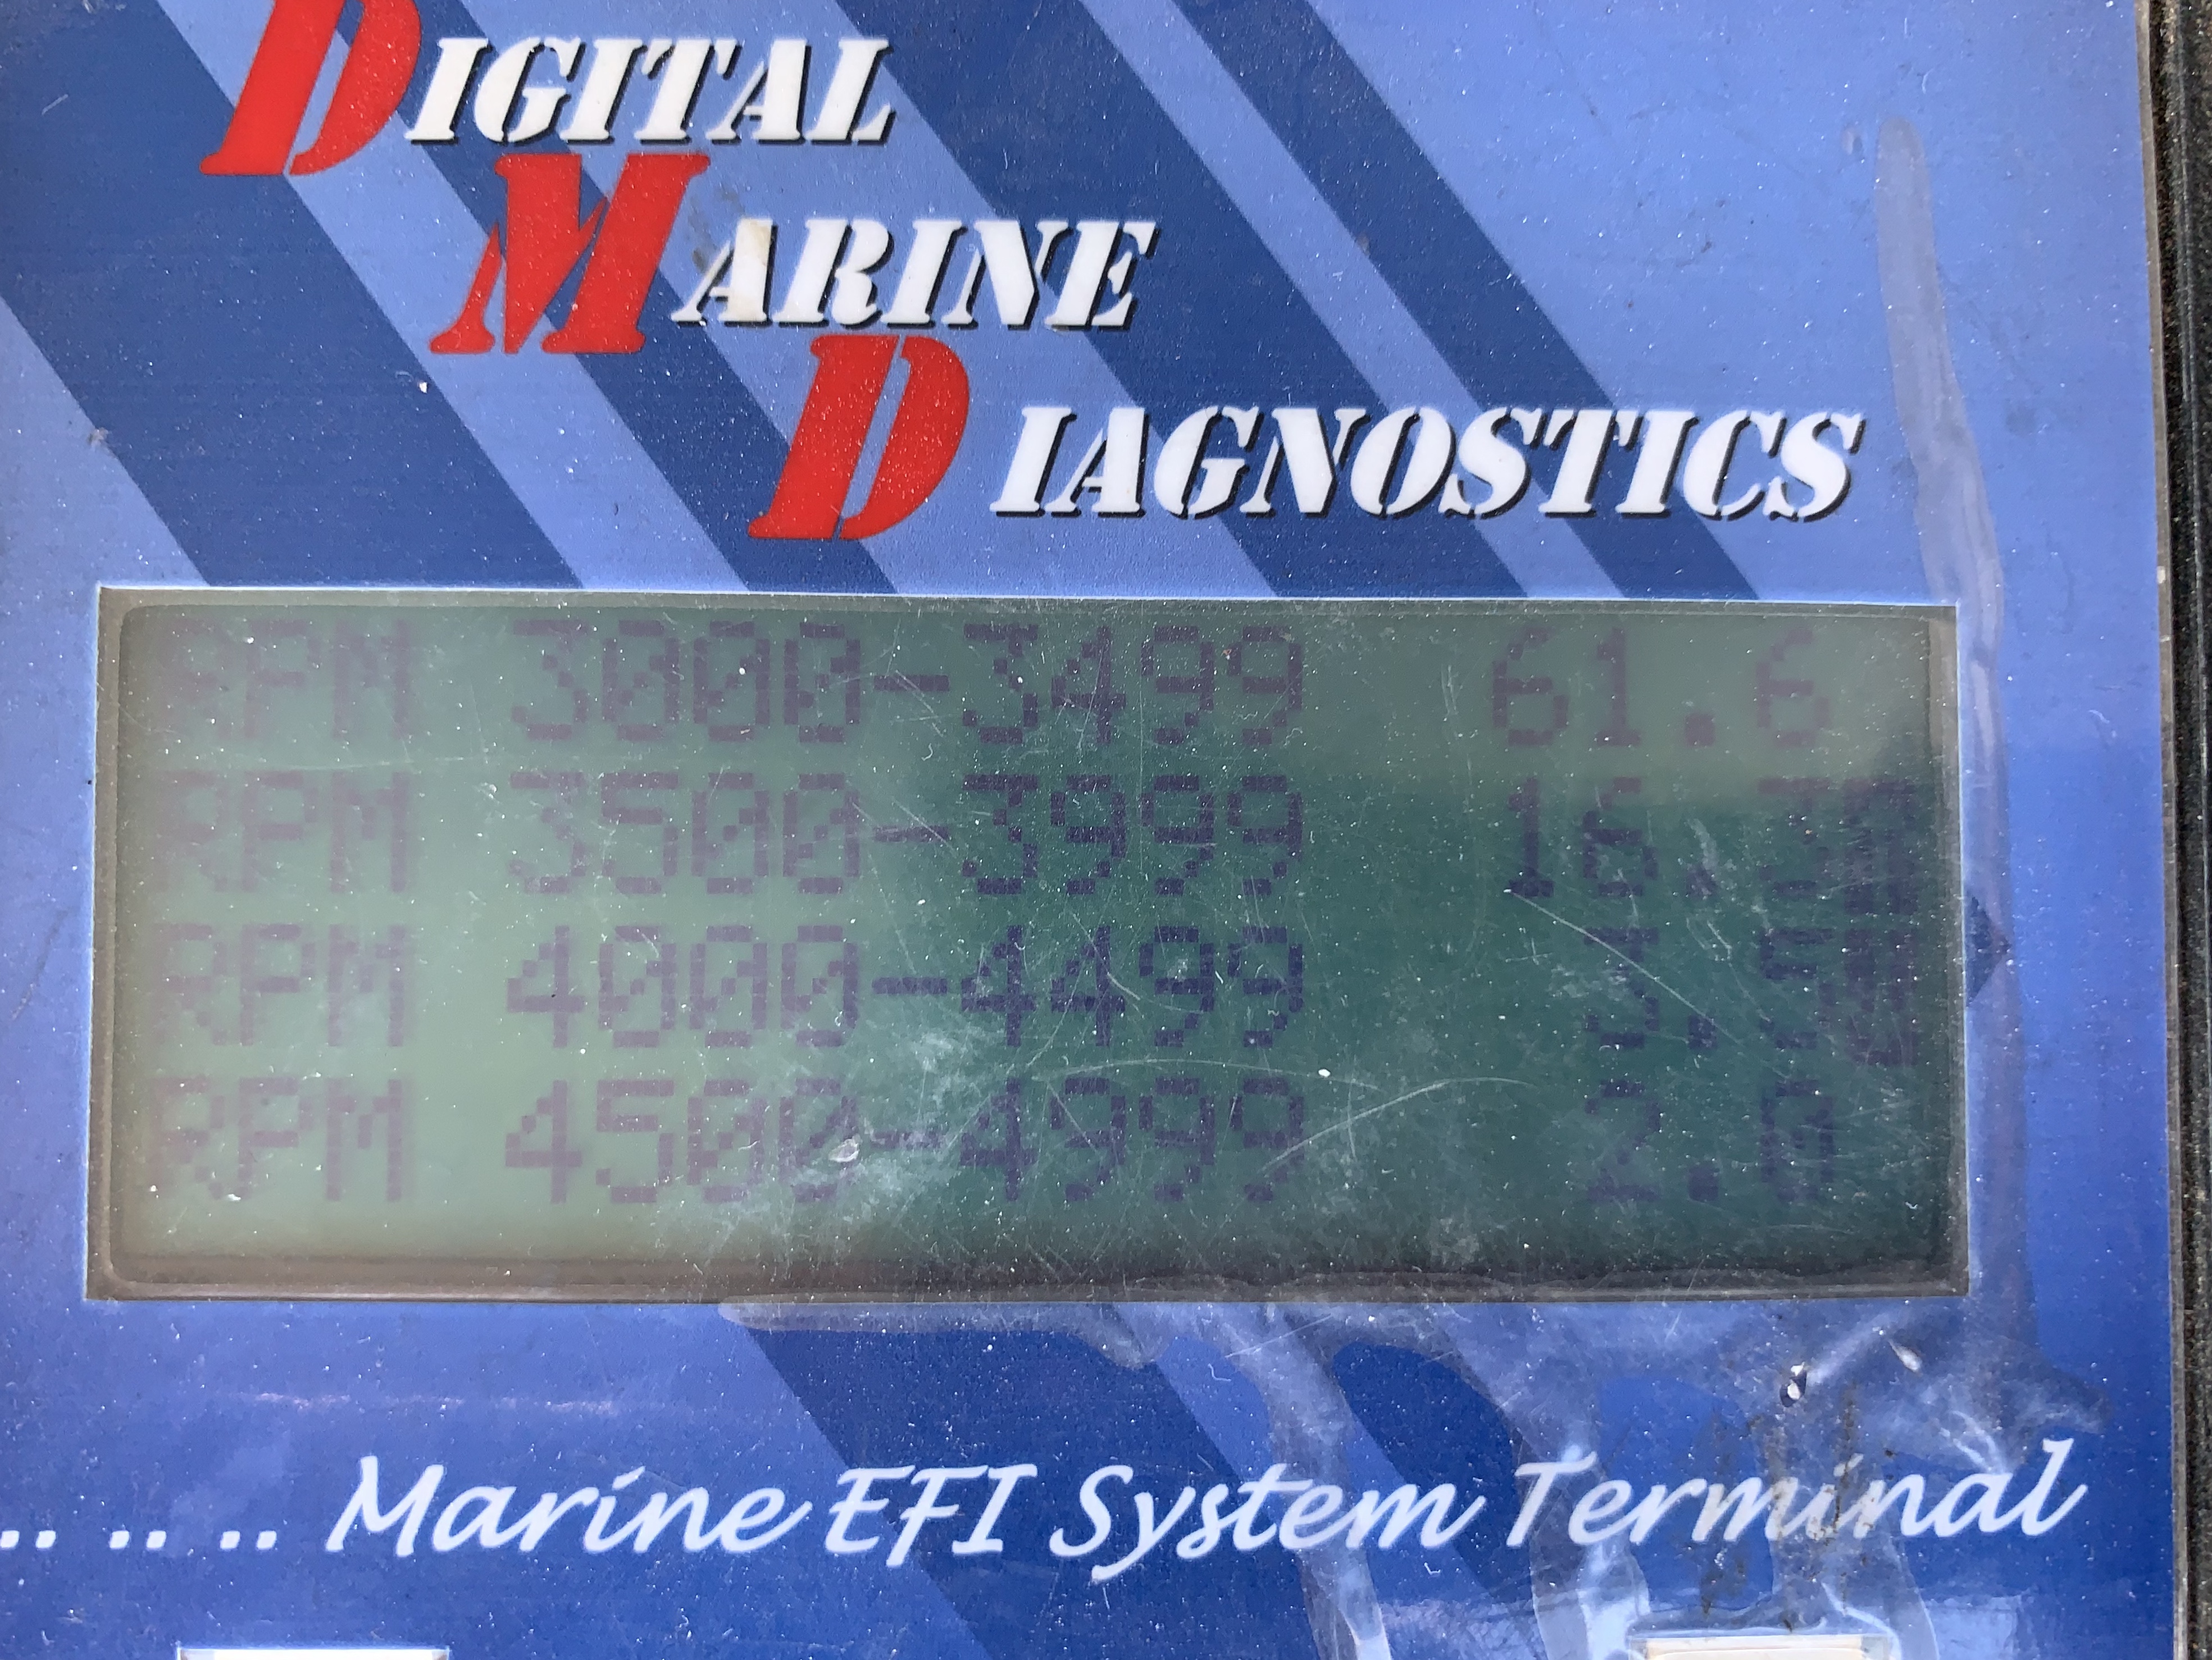 DIGITAL
MARINE
DIAGNOSTICS
RPM 3000-3499 61.6
RPM 3500-3999
RPM 4000-4499
RPM 4500-4999 2.0
.. .. .. Marine EFI System Terminal